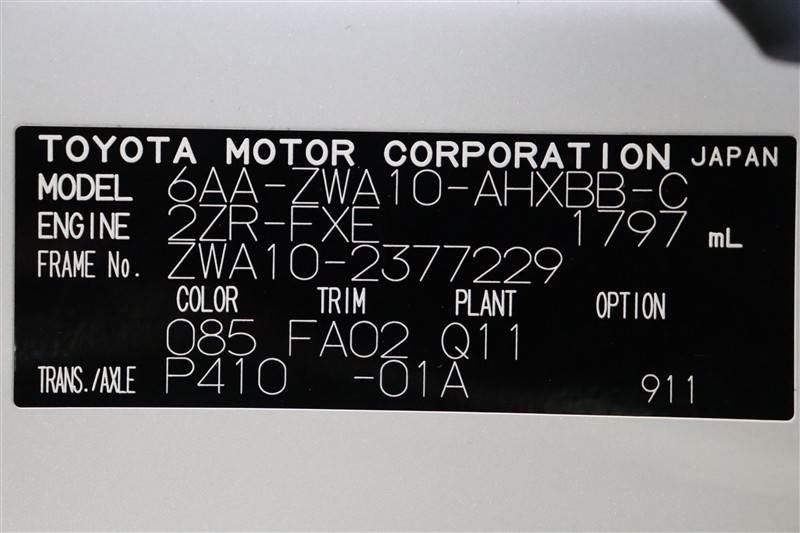 TOYOTA MOTOR CORPORATION JAPAN
MODEL 6AA-ZWA10-AHXBB-C
ENGINE 2ZR-FXE 1797 mL
FRAME No. ZWA10-2377229
COLOR TRIM PLANT OPTION
085 FA02 Q11
TRANS./AXLE P410 -01A 911